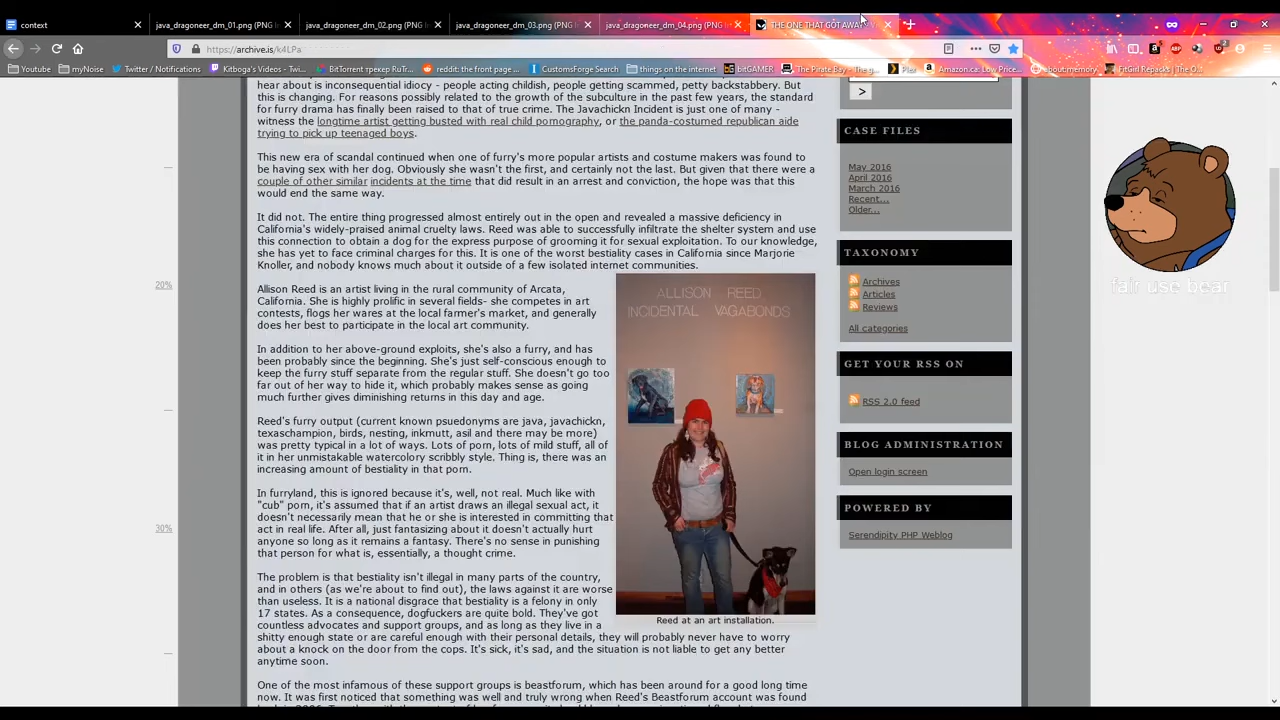 context
java_dragoneer_dm_01.png (PNG I
java_dragoneer_dm_02.png (PNG I
java_dragoneer_dm_03.png (PNG I
java_dragoneer_dm_04.png (PNG
THE ONE THAT GOT AWAY
https://archive.is/k4LPa
Youtube
myNoise
Twitter / Notifications
Kitboga's Videos - Twi...
BitTorrent трекер RuTr...
reddit: the front page ...
CustomsForge Search
things on the internet
bitGAMER
The Pirate Bay - The g...
Plex
Amazon.ca: Low Price...
about:memory
FitGirl Repacks | The O...
hear about is inconsequential idiocy - people acting childish, people getting scammed, petty backstabbery. But
this is changing. For reasons possibly related to the growth of the subculture in the past few years, the standard
for furry drama has finally been raised to that of true crime. The Javachickn Incident is just one of many -
witness the longtime artist getting busted with real child pornography, or the panda-costumed republican aide
trying to pick up teenaged boys.
This new era of scandal continued when one of furry's more popular artists and costume makers was found to
be having sex with her dog. Obviously she wasn't the first, and certainly not the last. But given that there were a
couple of other similar incidents at the time that did result in an arrest and conviction, the hope was that this
would end the same way.
It did not. The entire thing progressed almost entirely out in the open and revealed a massive deficiency in
California's widely-praised animal cruelty laws. Reed was able to successfully infiltrate the shelter system and use
this connection to obtain a dog for the express purpose of grooming it for sexual exploitation. To our knowledge,
she has yet to face criminal charges for this. It is one of the worst bestiality cases in California since Marjorie
Knoller, and nobody knows much about it outside of a few isolated internet communities.
20%
Allison Reed is an artist living in the rural community of Arcata,
California. She is highly prolific in several fields- she competes in art
contests, flogs her wares at the local farmer's market, and generally
does her best to participate in the local art community.
In addition to her above-ground exploits, she's also a furry, and has
been probably since the beginning. She's just self-conscious enough to
keep the furry stuff separate from the regular stuff. She doesn't go too
far out of her way to hide it, which probably makes sense as going
much further gives diminishing returns in this day and age.
Reed's furry output (current known psuedonyms are java, javachickn,
texaschampion, birds, nesting, inkmutt, asil and there may be more)
was pretty typical in a lot of ways. Lots of porn, lots of mild stuff, all of
it in her unmistakable watercolory scribbly style. Thing is, there was an
increasing amount of bestiality in that porn.
In furryland, this is ignored because it's, well, not real. Much like with
"cub" porn, it's assumed that if an artist draws an illegal sexual act, it
doesn't necessarily mean that he or she is interested in committing that
30%
act in real life. After all, just fantasizing about it doesn't actually hurt
anyone so long as it remains a fantasy. There's no sense in punishing
that person for what is, essentially, a thought crime.
The problem is that bestiality isn't illegal in many parts of the country,
and in others (as we're about to find out), the laws against it are worse
than useless. It is a national disgrace that bestiality is a felony in only
17 states. As a consequence, dogfuckers are quite bold. They've got
countless advocates and support groups, and as long as they live in a
shitty enough state or are careful enough with their personal details, they will probably never have to worry
about a knock on the door from the cops. It's sick, it's sad, and the situation is not liable to get any better
anytime soon.
One of the most infamous of these support groups is beastforum, which has been around for a good long time
now. It was first noticed that something was well and truly wrong when Reed's Beastforum account was found
ALLISON REED
INCIDENTAL VAGABONDS
Reed at an art installation.
>
CASE FILES
May 2016
April 2016
March 2016
Recent...
Older...
TAXONOMY
Archives
Articles
Reviews
All categories
GET YOUR RSS ON
RSS 2.0 feed
BLOG ADMINISTRATION
Open login screen
POWERED BY
Serendipity PHP Weblog
fair use bear